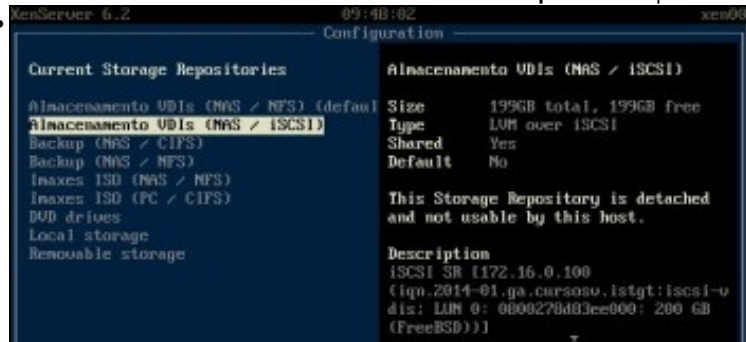 XenServer 6.2 09:48:02 xen00
Configuration
Current Storage Repositories
Almacenamento VDIs (NAS / NFS) (defaul
Almacenamento VDIs (NAS / iSCSI)
Backup (NAS / CIFS)
Backup (NAS / NFS)
Imaxes ISO (NAS / NFS)
Imaxes ISO (PC / CIFS)
DVD drives
Local storage
Removable storage
Almacenamento VDIs (NAS / iSCSI)
Size 199GB total, 199GB free
Type LVM over iSCSI
Shared Yes
Default No
This Storage Repository is detached
and not usable by this host.
Description
iSCSI SR [172.16.0.100
(iqn.2014-01.ga.cursosv.istgt:iscsi-v
dis; LUN 0: 0800278d83ee000: 200 GB
(FreeBSD))]